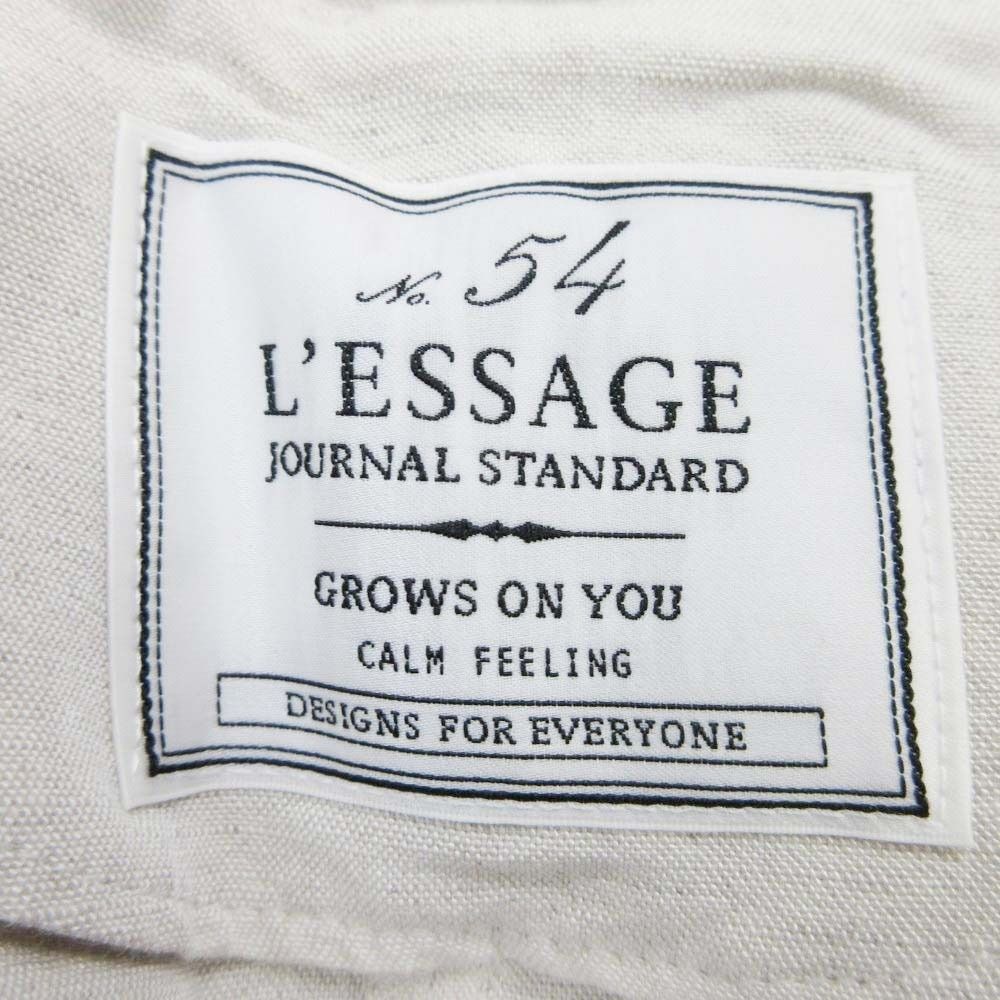 No. 54
L'ESSAGE
JOURNAL STANDARD
GROWS ON YOU
CALM FEELING
DESIGNS FOR EVERYONE